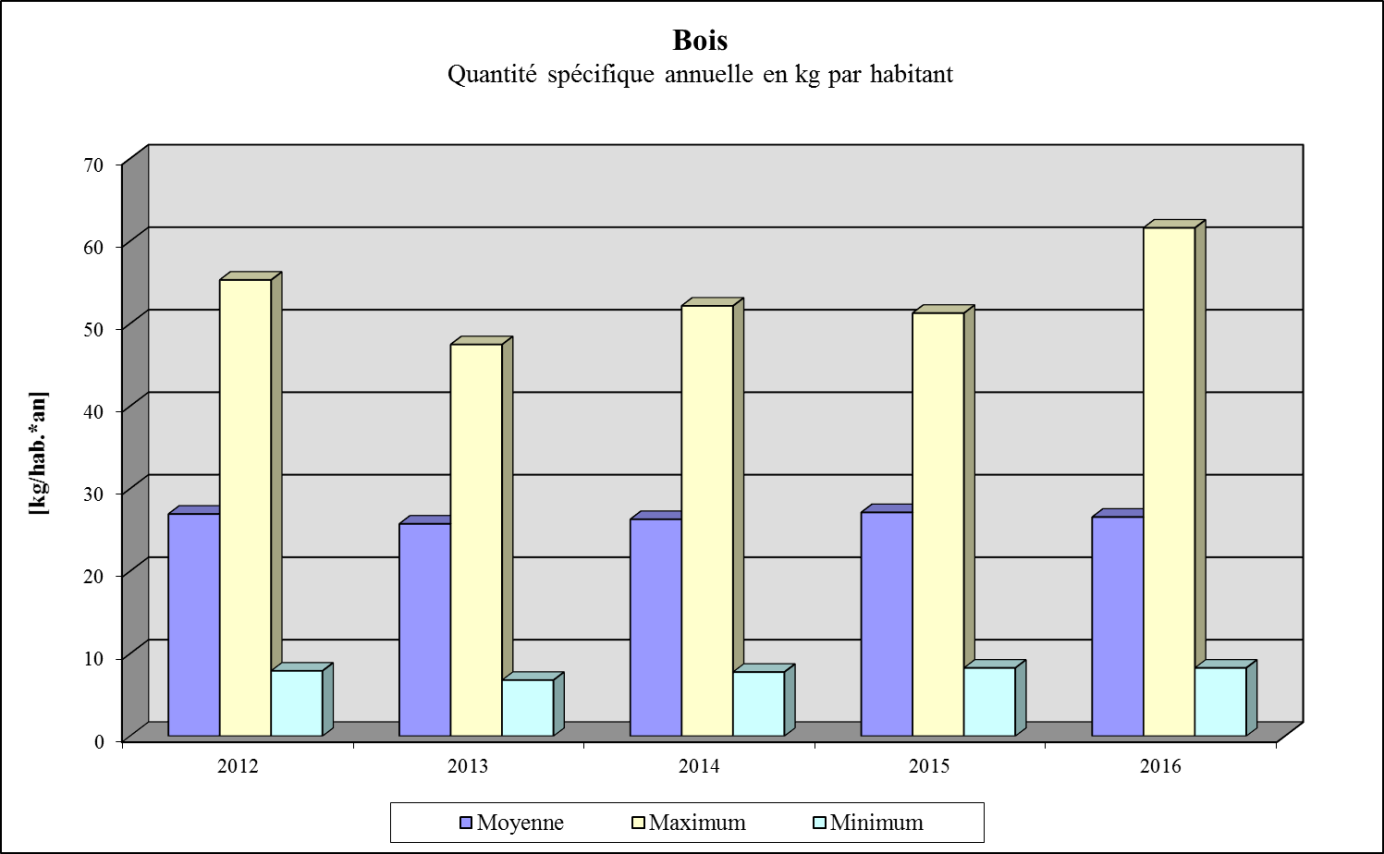 Bois
Quantité spécifique annuelle en kg par habitant
[kg/hab.*an]
70
60
50
40
30
20
10
0
2012 2013 2014 2015 2016
Moyenne Maximum Minimum